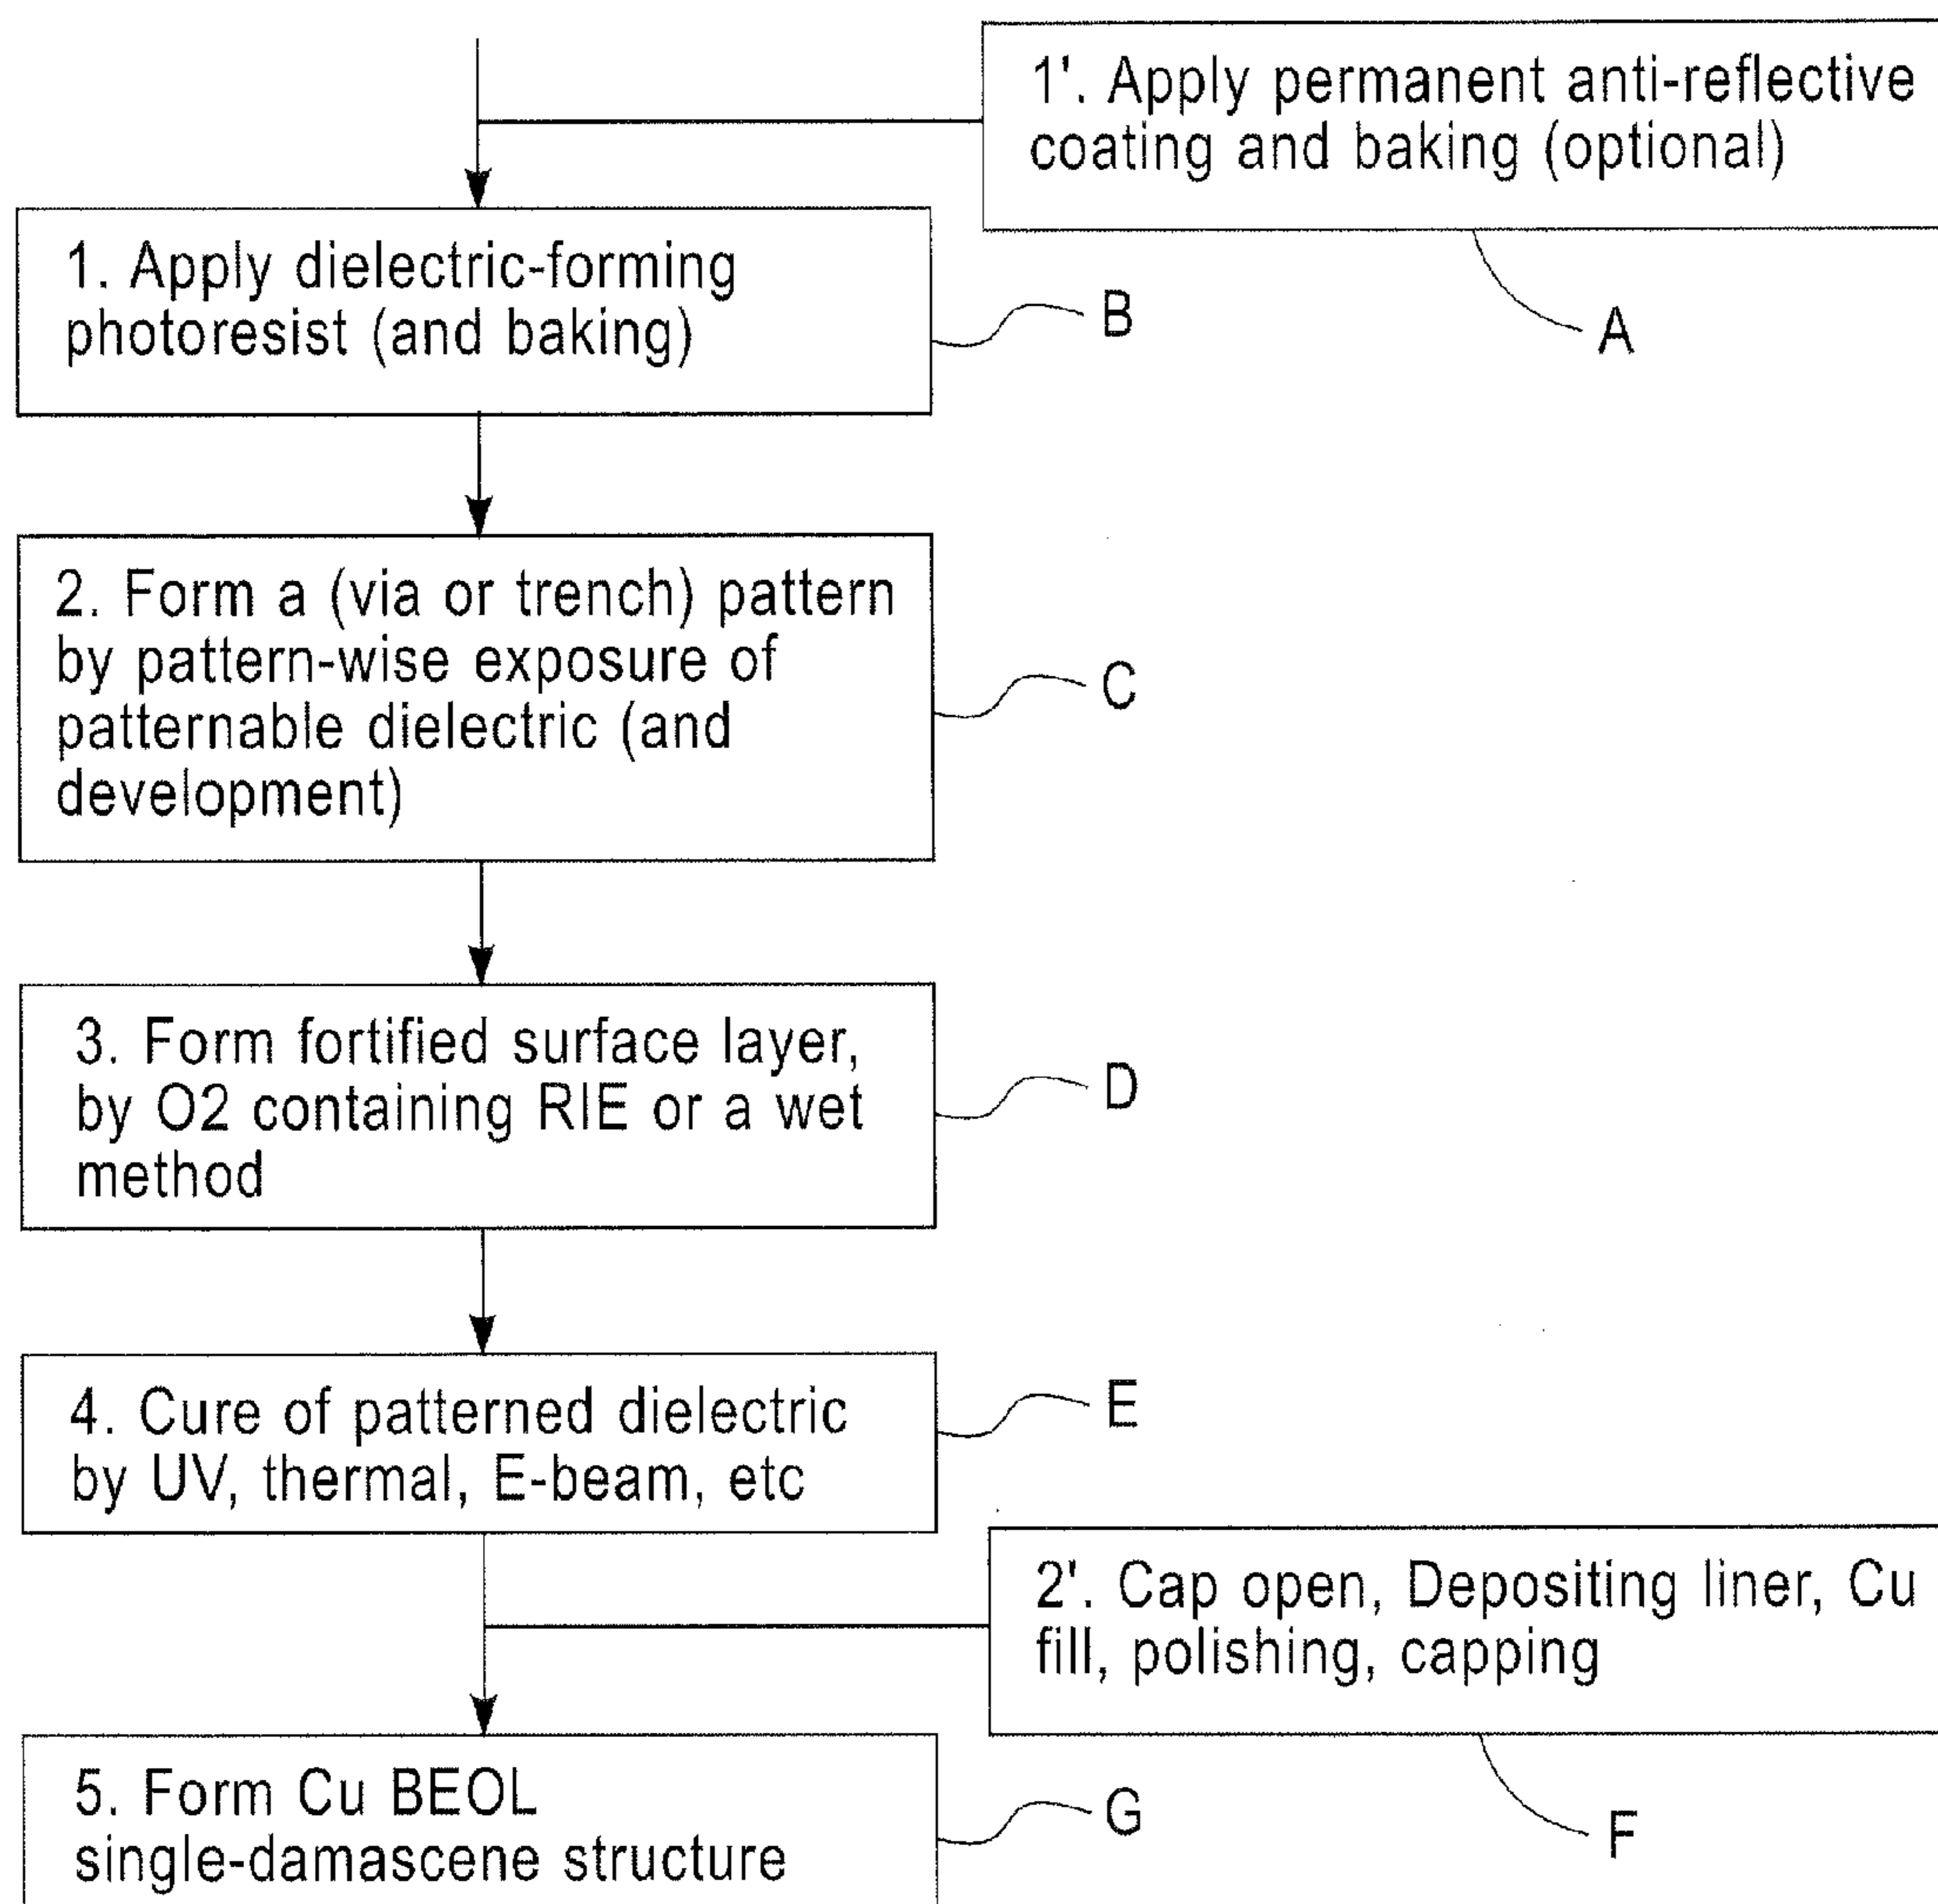 1'. Apply permanent anti-reflective
coating and baking (optional)
A
1. Apply dielectric-forming
photoresist (and baking)
B
2. Form a (via or trench) pattern
by pattern-wise exposure of
patternable dielectric (and
development)
C
3. Form fortified surface layer,
by O2 containing RIE or a wet
method
D
4. Cure of patterned dielectric
by UV, thermal, E-beam, etc
E
2'. Cap open, Depositing liner, Cu
fill, polishing, capping
F
5. Form Cu BEOL
single-damascene structure
G